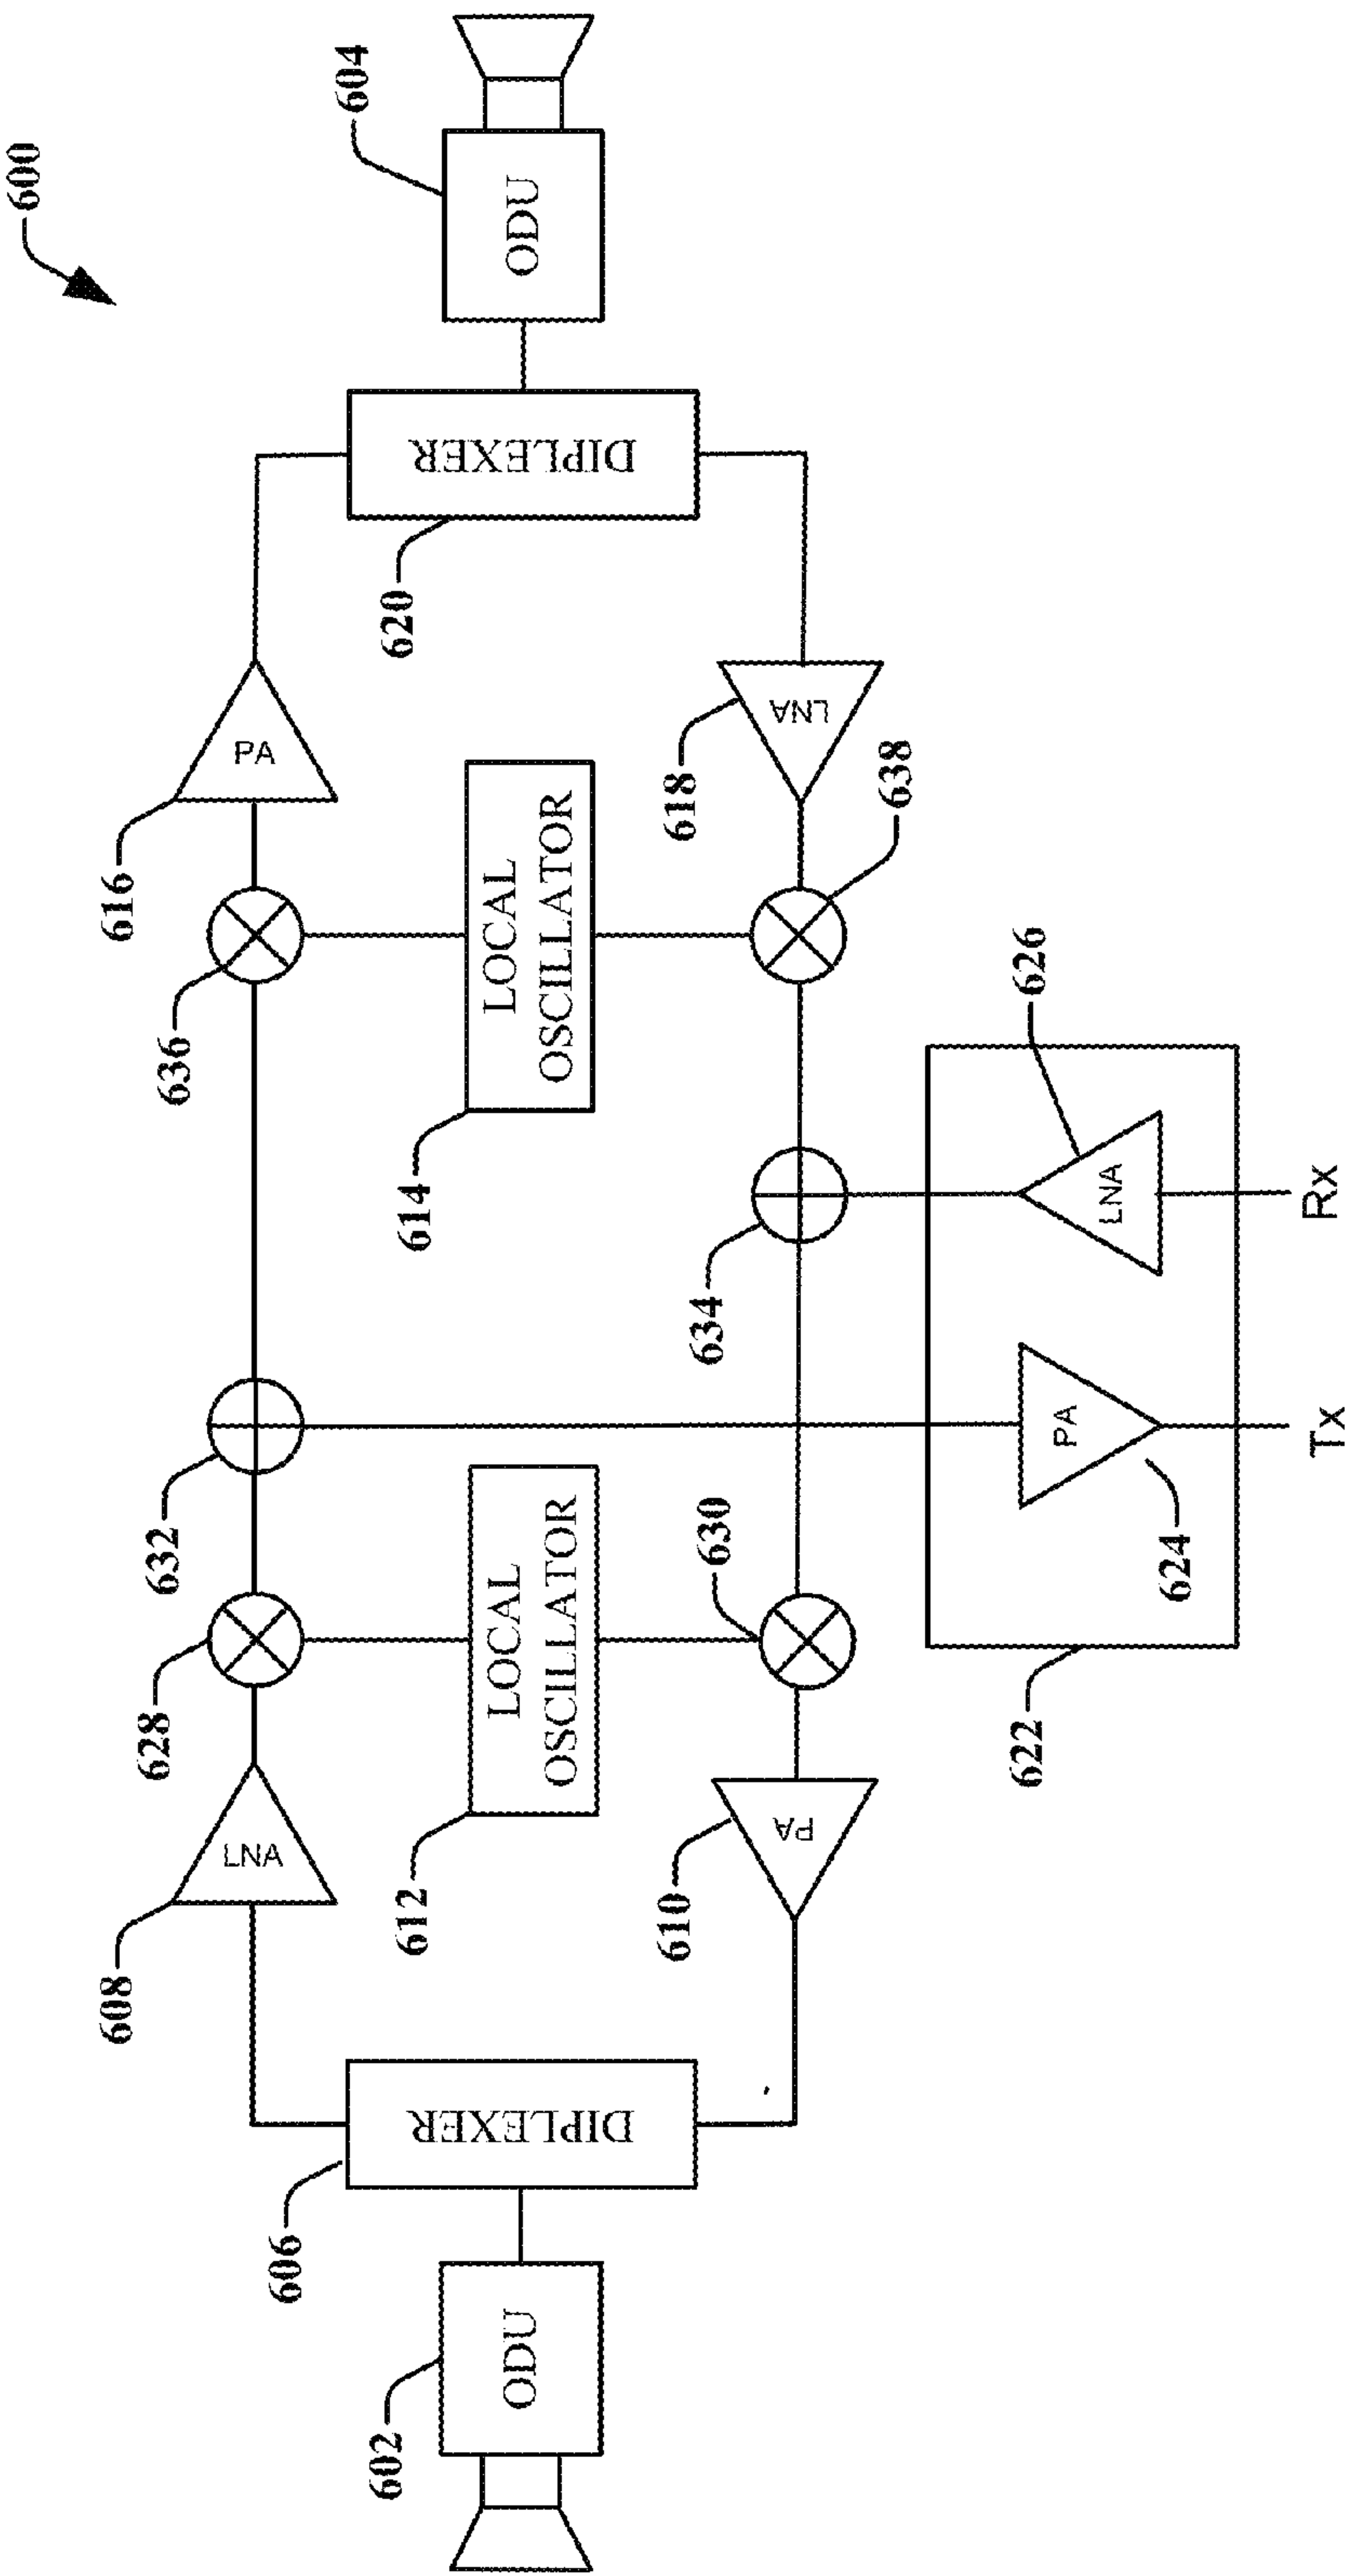 600
604
ODU
DIPLEXER
620
PA
616
LNA
618
636
638
LOCAL
OSCILLATOR
614
626
LNA
Rx
634
632
PA
624
Tx
622
628
630
LOCAL
OSCILLATOR
612
LNA
608
PA
610
DIPLEXER
606
ODU
602